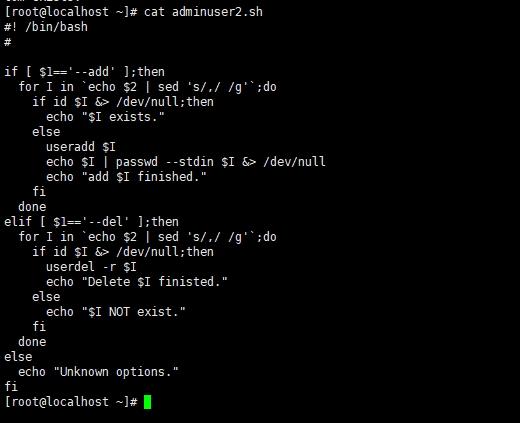 [root@localhost ~]# cat adminuser2.sh
#! /bin/bash
#
if [ $1=='--add' ];then
  for I in `echo $2 | sed 's/,/ /g'`;do
    if id $I &> /dev/null;then
      echo "$I exists."
    else
      useradd $I
      echo $I | passwd --stdin $I &> /dev/null
      echo "add $I finished."
    fi
  done
elif [ $1=='--del' ];then
  for I in `echo $2 | sed 's/,/ /g'`;do
    if id $I &> /dev/null;then
      userdel -r $I
      echo "Delete $I finisted."
    else
      echo "$I NOT exist."
    fi
  done
else
  echo "Unknown options."
fi
[root@localhost ~]#